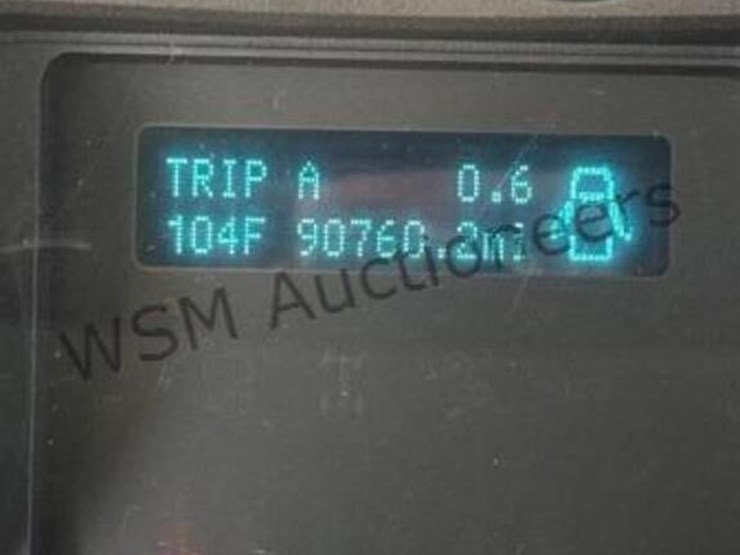 TRIP A 0.6
104F 90760.2mi
WSM Auctioneers